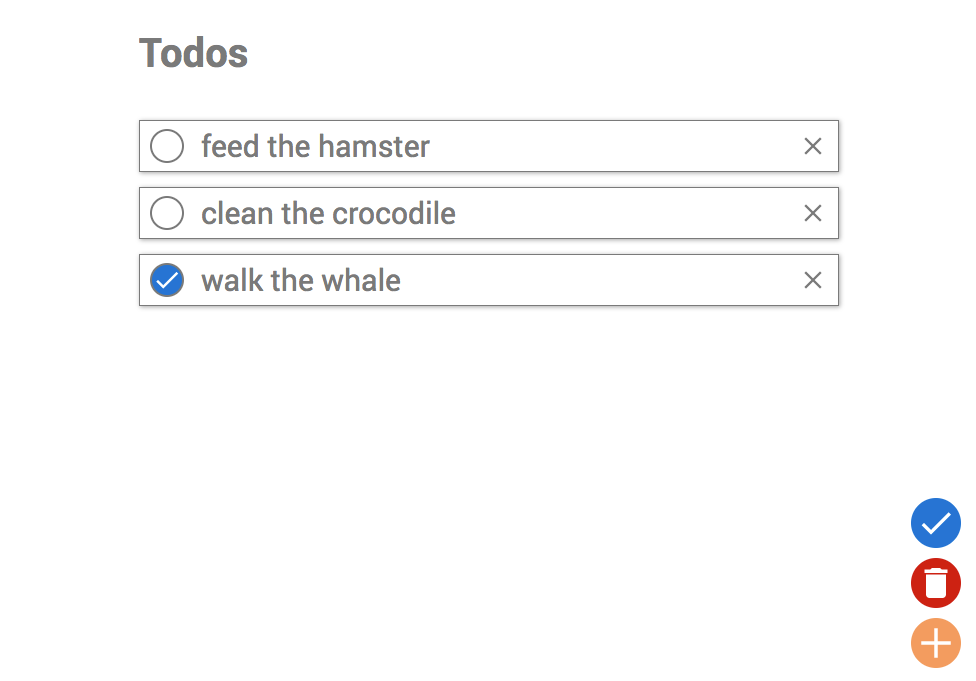 Todos
feed the hamster
clean the crocodile
walk the whale